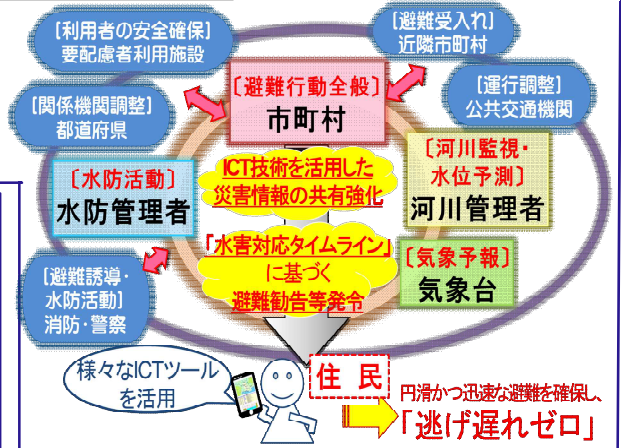 [利用者の安全確保]
要配慮者利用施設
[避難受入れ]
近隣市町村
[関係機関調整]
都道府県
〔避難行動全般〕
市町村
[運行調整]
公共交通機関
〔水防活動〕
水防管理者
ICT技術を活用した
災害情報の共有強化
〔河川監視・
水位予測〕
河川管理者
「水害対応タイムライン」
に基づく
避難勧告等発令
〔気象予報〕
気象台
[避難誘導・
水防活動]
消防・警察
様々なICTツール
を活用
住 民
円滑かつ迅速な避難を確保し、
「逃げ遅れゼロ」